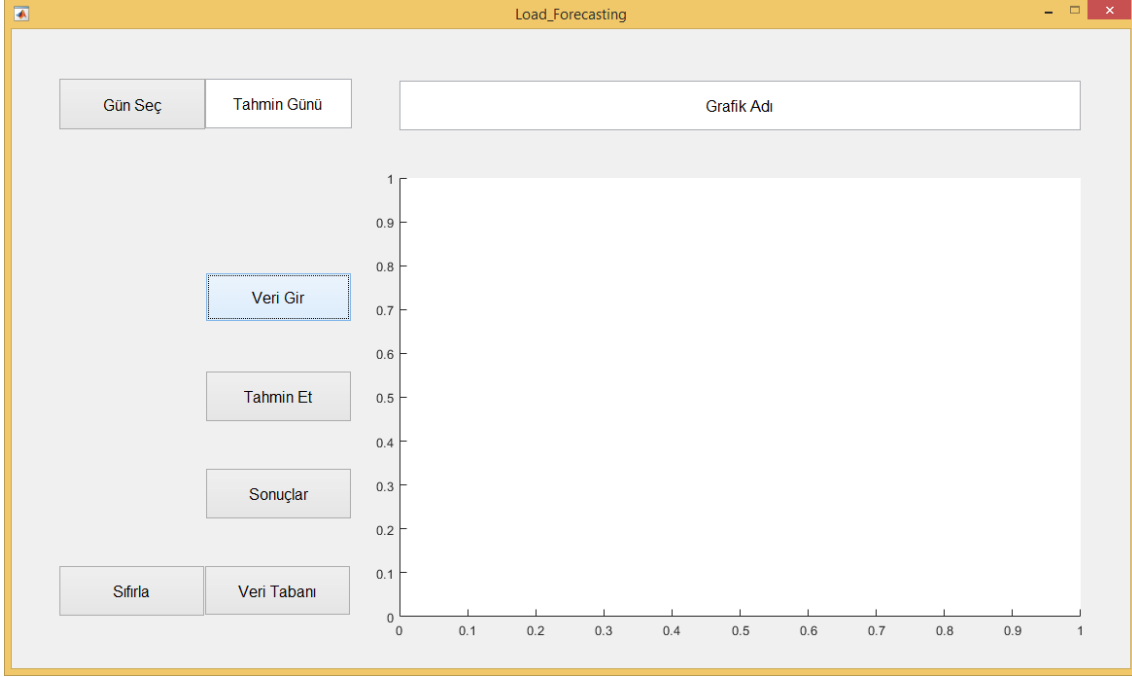 Load_Forecasting
Gün Seç
Tahmin Günü
Grafik Adı
Veri Gir
Tahmin Et
Sonuçlar
Sıfırla
Veri Tabanı
1
0.9
0.8
0.7
0.6
0.5
0.4
0.3
0.2
0.1
0
0 0.1 0.2 0.3 0.4 0.5 0.6 0.7 0.8 0.9 1